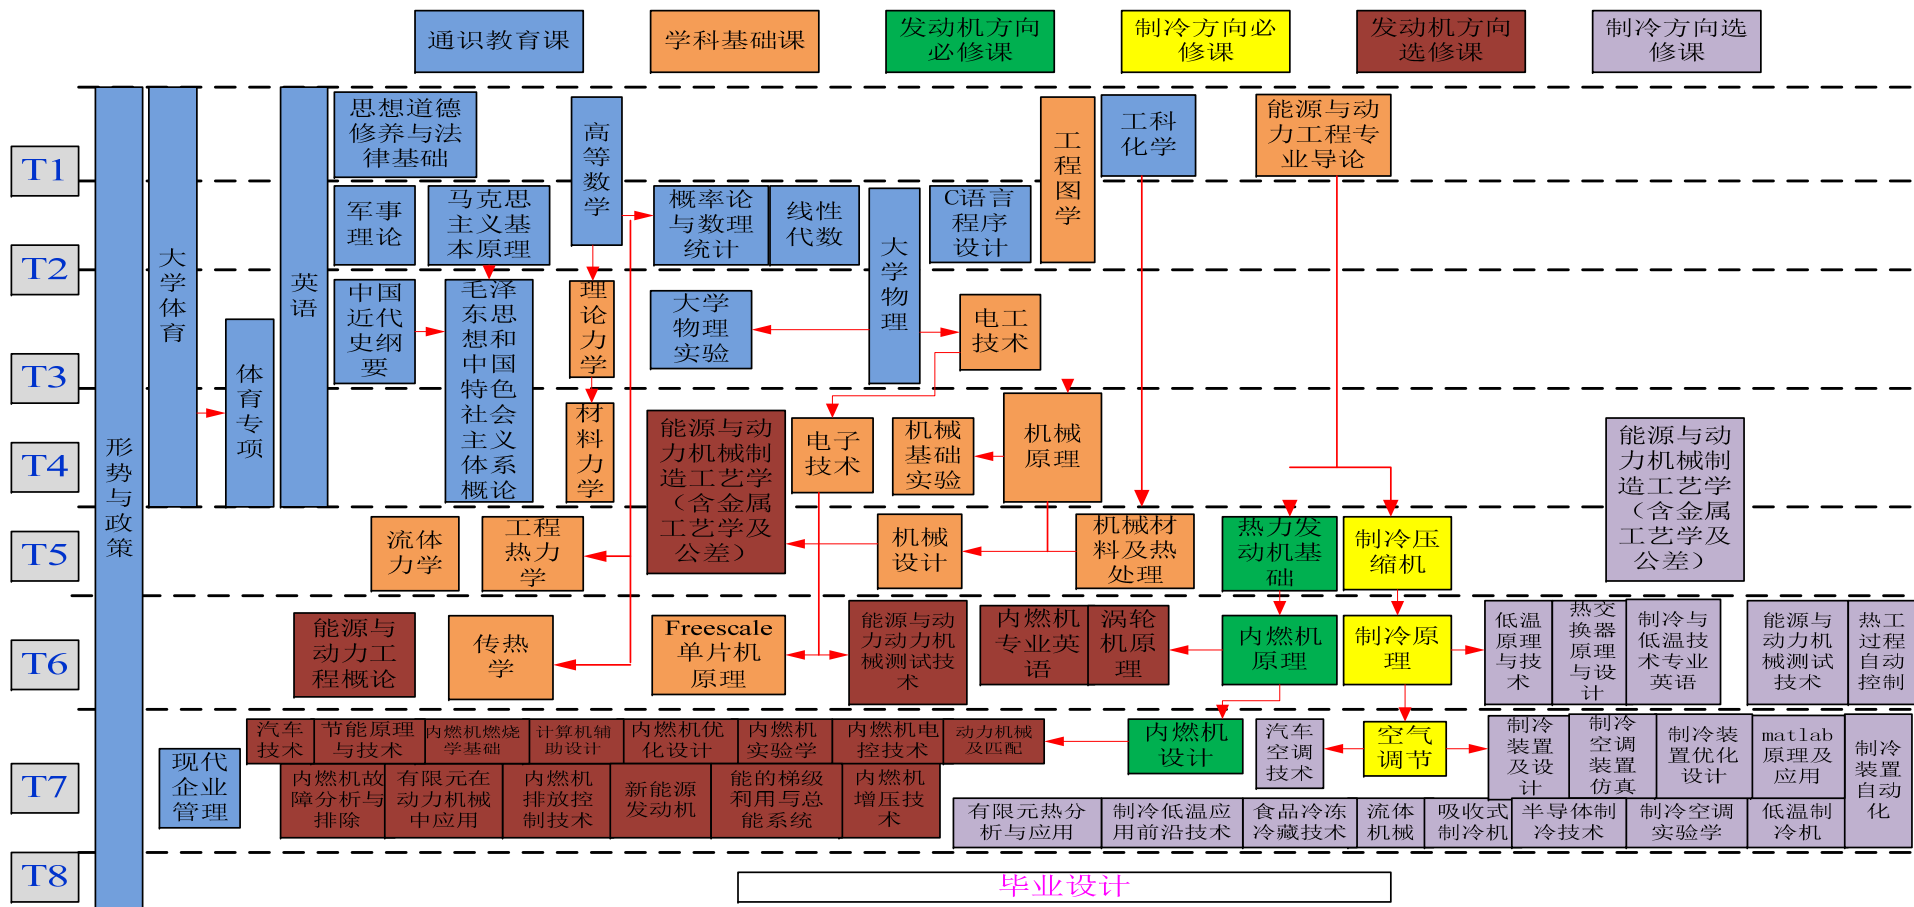 通识教育课
学科基础课
发动机方向
必修课
制冷方向必
修课
发动机方向
选修课
制冷方向选
修课
T1
T2
T3
T4
T5
T6
T7
T8
形势与政策
大学体育
体育专项
英语
思想道德
修养与法
律基础
高等数学
工程图学
工科
化学
能源与动
力工程专
业导论
军事
理论
马克思
主义基
本原理
概率论
与数理
统计
线性
代数
大学物理
C语言
程序
设计
中国
近代
史纲
要
毛泽
东思
想和
中国
特色
社会
主义
体系
概论
理论力学
大学
物理
实验
电工
技术
材料力学
能源与动
力机械制
造工艺学
（含金属
工艺学及
公差）
电子
技术
机械
基础
实验
机械
原理
能源与动
力机械制
造工艺学
（含金属
工艺学及
公差）
流体
力学
工程
热力
学
机械
设计
机械材
料及热
处理
热力发
动机基
础
制冷压
缩机
能源与
动力工
程概论
传热
学
Freescale
单片机
原理
能源与动
力动力机
械测试技
术
内燃机
专业英
语
涡轮
机原
理
内燃机
原理
制冷原
理
低温
原理
与技
术
热交
换器
原理
与设
计
制冷与
低温技
术专业
英语
能源与
动力机
械测试
技术
热工
过程
自动
控制
现代
企业
管理
汽车
技术
节能原理
与技术
内燃机燃烧
学基础
计算机辅
助设计
内燃机优
化设计
内燃机
实验学
内燃机电
控技术
动力机械
及匹配
内燃机
设计
汽车
空调
技术
空气
调节
制冷
装置
及设
计
制冷
空调
装置
仿真
制冷装
置优化
设计
matlab
原理及
应用
制冷
装置
自动
化
内燃机故
障分析与
排除
有限元在
动力机械
中应用
内燃机
排放控
制技术
新能源
发动机
能的梯级
利用与总
能系统
内燃机
增压技
术
有限元热分
析与应用
制冷低温应
用前沿技术
食品冷冻
冷藏技术
流体
机械
吸收式
制冷机
半导体制
冷技术
制冷空调
实验学
低温制
冷机
毕业设计